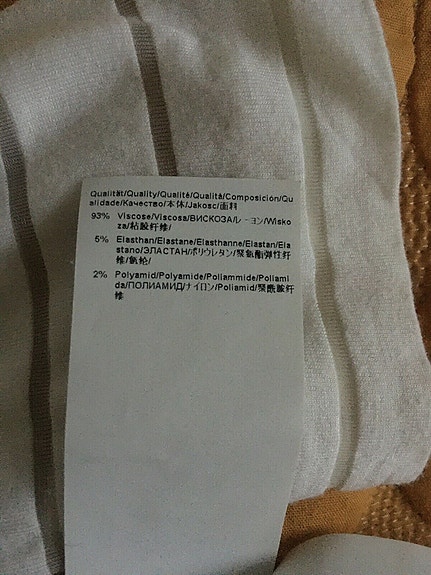 Qualität/Quality/Qualité/Qualità/Composición/Qu
alidade/Качество/本体/Jakosc/面料
93% Viscose/Viscosa/ВИСКОЗА/レーヨン/Wisko
za/粘胶纤维/
5% Elasthan/Elastane/Elasthanne/Elastan/Ela
stano/ЭЛАСТАН/ポリウレタン/聚氨酯弹性纤
维/氨纶/
2% Polyamid/Polyamide/Poliammide/Poliami
da/ПОЛИАМИД/ナイロン/Poliamid/聚酰胺纤
维